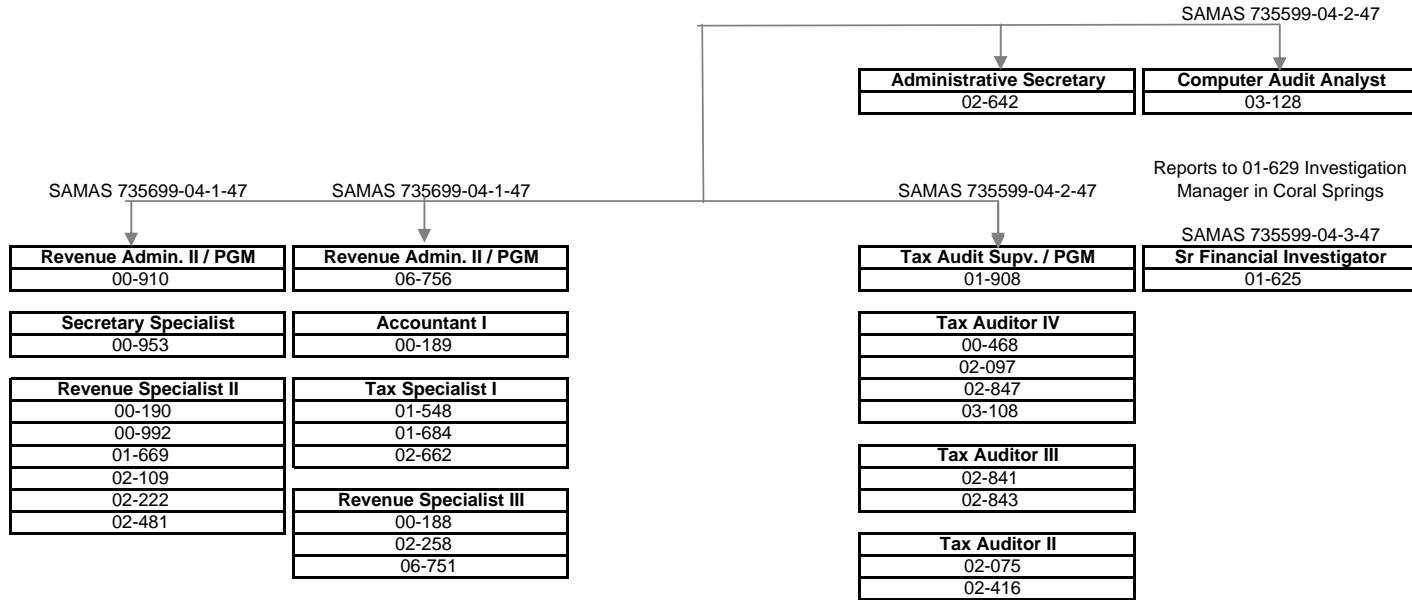 SAMAS 735599-04-2-47
Administrative Secretary
02-642
Computer Audit Analyst
03-128
Reports to 01-629 Investigation
Manager in Coral Springs
SAMAS 735699-04-1-47
SAMAS 735699-04-1-47
SAMAS 735599-04-2-47
SAMAS 735599-04-3-47
Revenue Admin. II / PGM
00-910
Secretary Specialist
00-953
Revenue Specialist II
00-190
00-992
01-669
02-109
02-222
02-481
Revenue Admin. II / PGM
06-756
Accountant I
00-189
Tax Specialist I
01-548
01-684
02-662
Revenue Specialist III
00-188
02-258
06-751
Tax Audit Supv. / PGM
01-908
Tax Auditor IV
00-468
02-097
02-847
03-108
Tax Auditor III
02-841
02-843
Tax Auditor II
02-075
02-416
Sr Financial Investigator
01-625